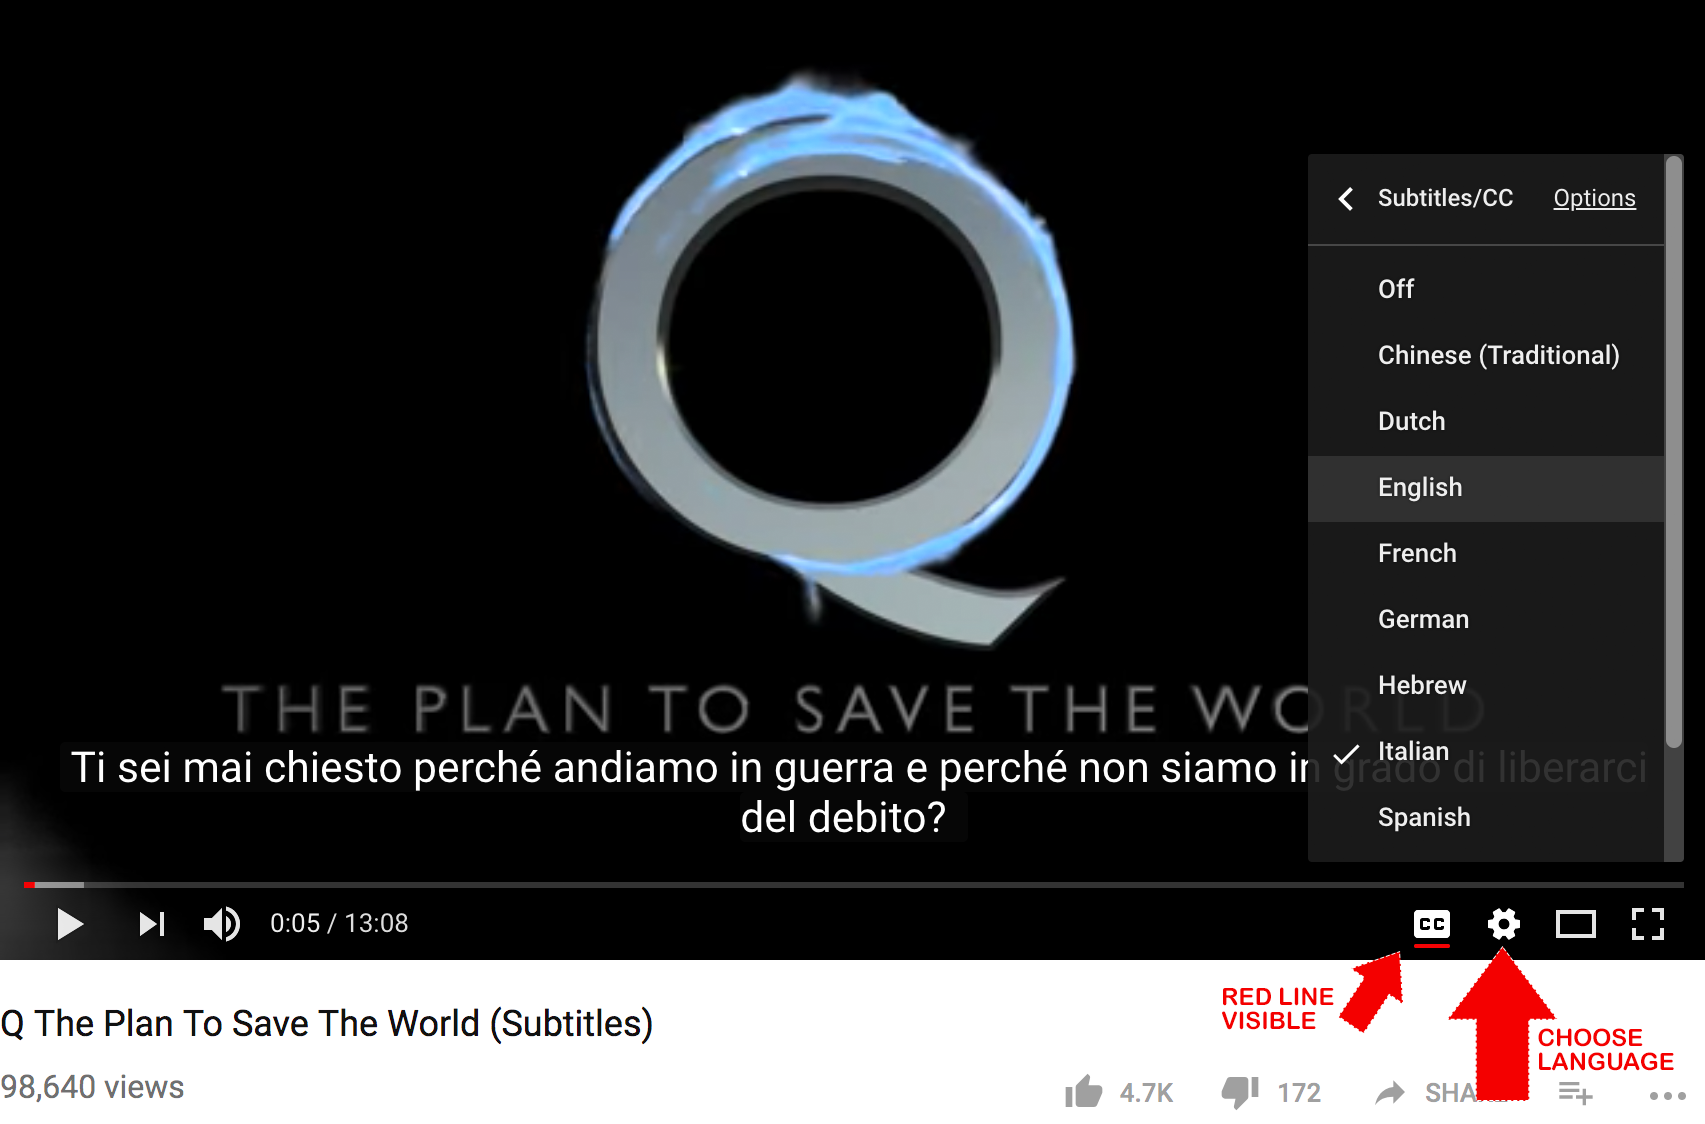 Q
THE PLAN TO SAVE THE WORLD
Ti sei mai chiesto perché andiamo in guerra e perché non siamo in grado di liberarci
del debito?
Subtitles/CC Options
Off
Chinese (Traditional)
Dutch
English
French
German
Hebrew
Italian
Spanish
0:05 / 13:08
CC
RED LINE
VISIBLE
CHOOSE
LANGUAGE
Q The Plan To Save The World (Subtitles)
98,640 views
4.7K
172